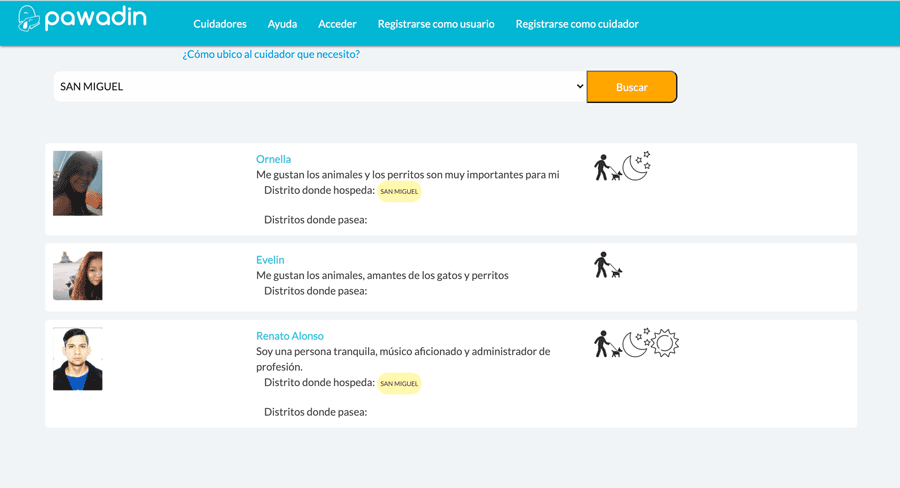 pawadin
Cuidadores Ayuda Acceder Registrarse como usuario Registrarse como cuidador
¿Cómo ubico al cuidador que necesito?
SAN MIGUEL
Buscar
Ornella
Me gustan los animales y los perritos son muy importantes para mi
Distrito donde hospeda: SAN MIGUEL
Distritos donde pasea:
Evelin
Me gustan los animales, amantes de los gatos y perritos
Distritos donde pasea:
Renato Alonso
Soy una persona tranquila, músico aficionado y administrador de
profesión.
Distrito donde hospeda: SAN MIGUEL
Distritos donde pasea: